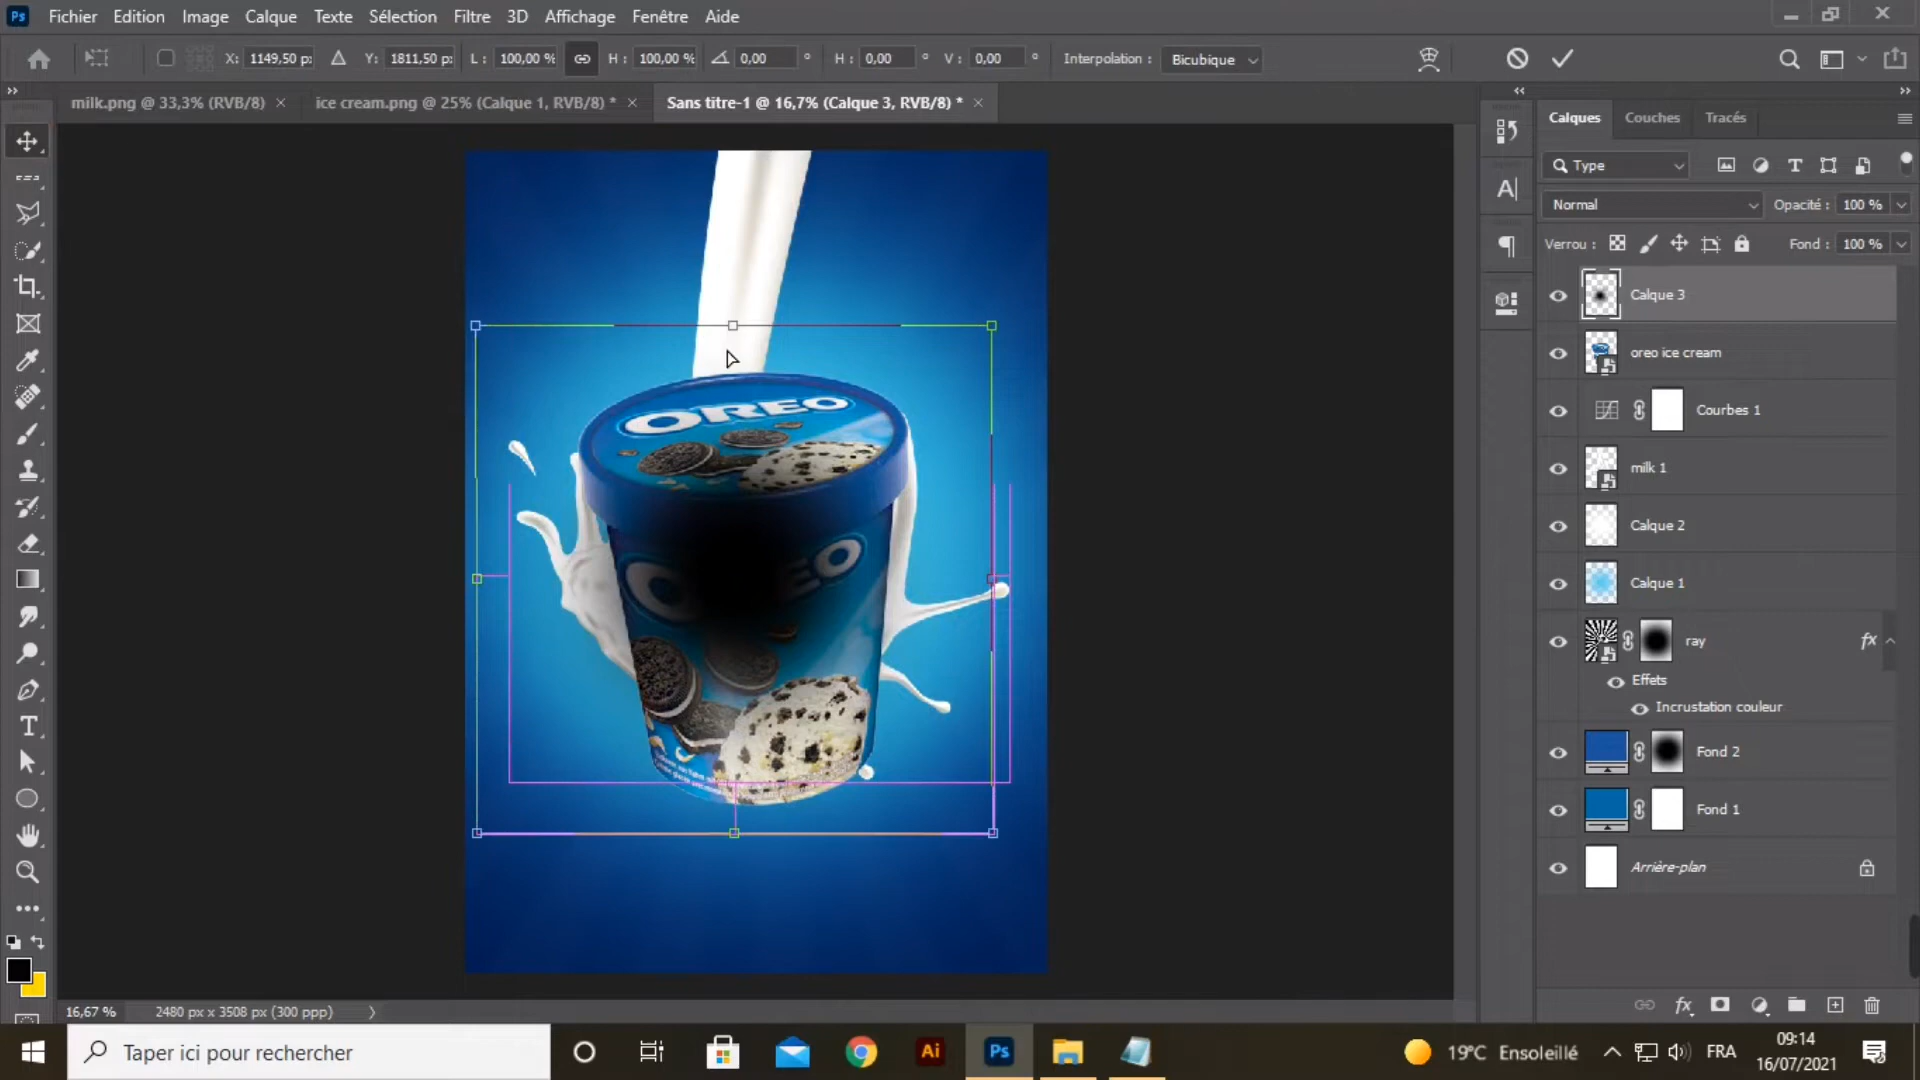 Fichier Edition Image Calque Texte Sélection Filtre 3D Affichage Fenêtre Aide
X: 1149,50 p: Y: 1811,50 p: L: 100,00 % H: 100,00 % 0,00 ° H: 0,00 ° V: 0,00 ° Interpolation : Bicubique
milk.png @ 33,3% (RVB/8) × ice cream.png @ 25% (Calque 1, RVB/8) * × Sans titre-1 @ 16,7% (Calque 3, RVB/8) * ×
Calques Couches Tracés
Type
Normal Opacité : 100 %
Verrou : Fond : 100 %
Calque 3
oreo ice cream
Courbes 1
milk 1
Calque 2
Calque 1
ray fx
Effets
Incrustation couleur
Fond 2
Fond 1
Arrière-plan
OREO
OREO
16,67 % 2480 px x 3508 px (300 ppp)
Taper ici pour rechercher
Ai
Ps
19°C Ensoleillé
FRA
09:14
16/07/2021